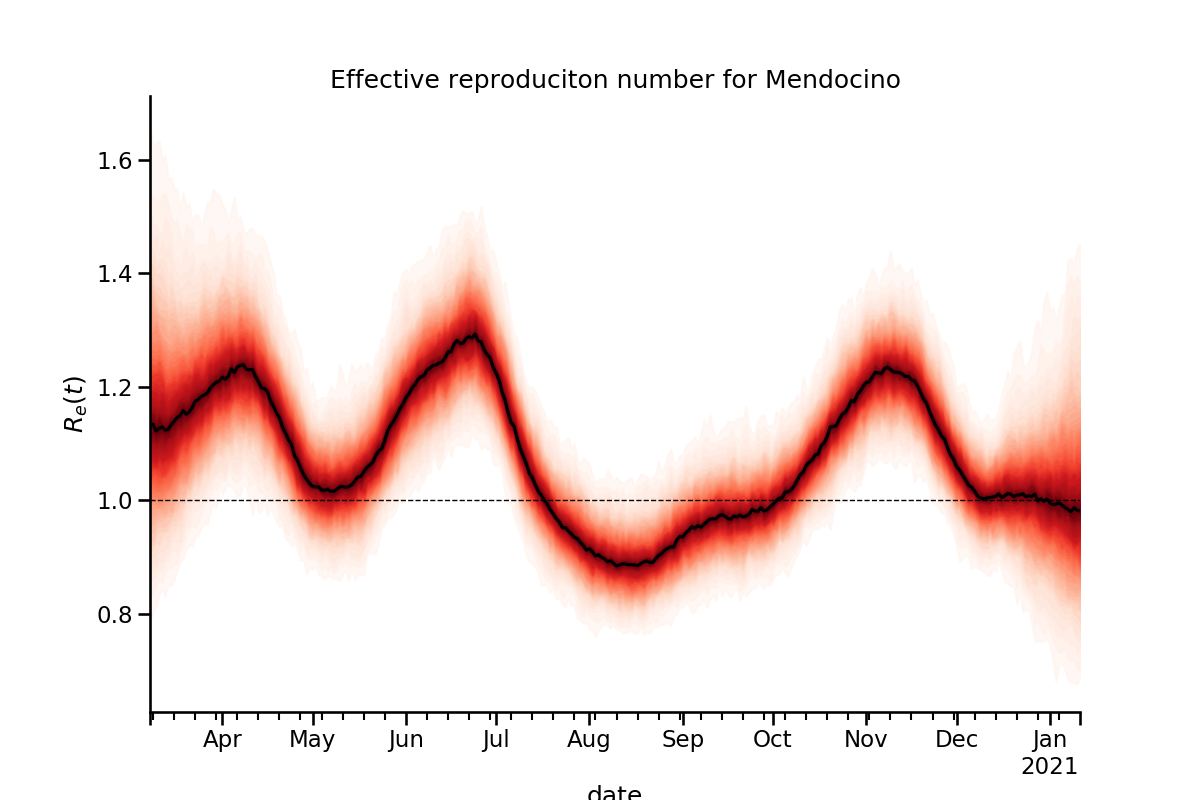 Effective reproduciton number for Mendocino
1.6
1.4
1.2
1.0
0.8
R_e(t)
Apr May Jun Jul Aug Sep Oct Nov Dec Jan
2021
date